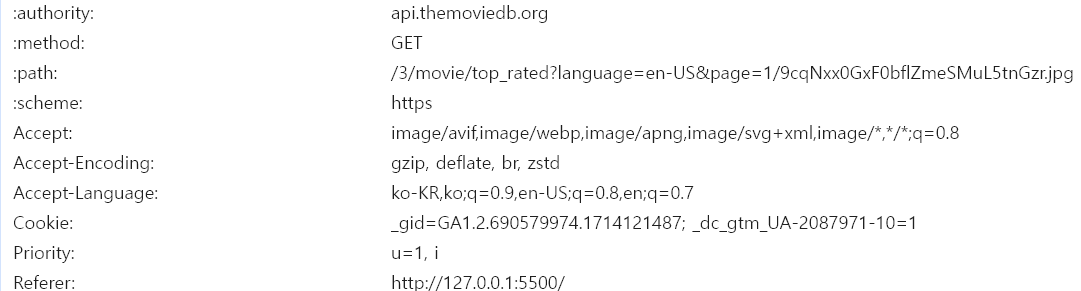 :authority: api.themoviedb.org
:method: GET
:path: /3/movie/top_rated?language=en-US&page=1/9cqNxx0GxF0bflZmeSMuL5tnGzr.jpg
:scheme: https
Accept: image/avif,image/webp,image/apng,image/svg+xml,image/*,*/*;q=0.8
Accept-Encoding: gzip, deflate, br, zstd
Accept-Language: ko-KR,ko;q=0.9,en-US;q=0.8,en;q=0.7
Cookie: _gid=GA1.2.690579974.1714121487; _dc_gtm_UA-2087971-10=1
Priority: u=1, i
Referer: http://127.0.0.1:5500/